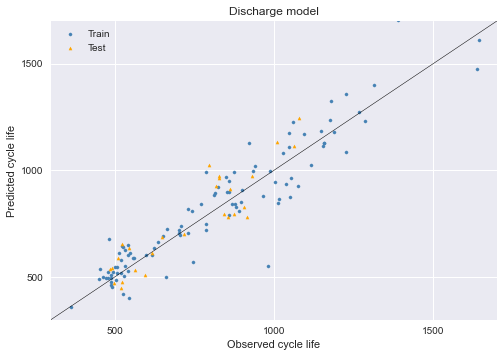 Discharge model
Train
Test
1500
1000
500
Predicted cycle life
500
1000
1500
Observed cycle life